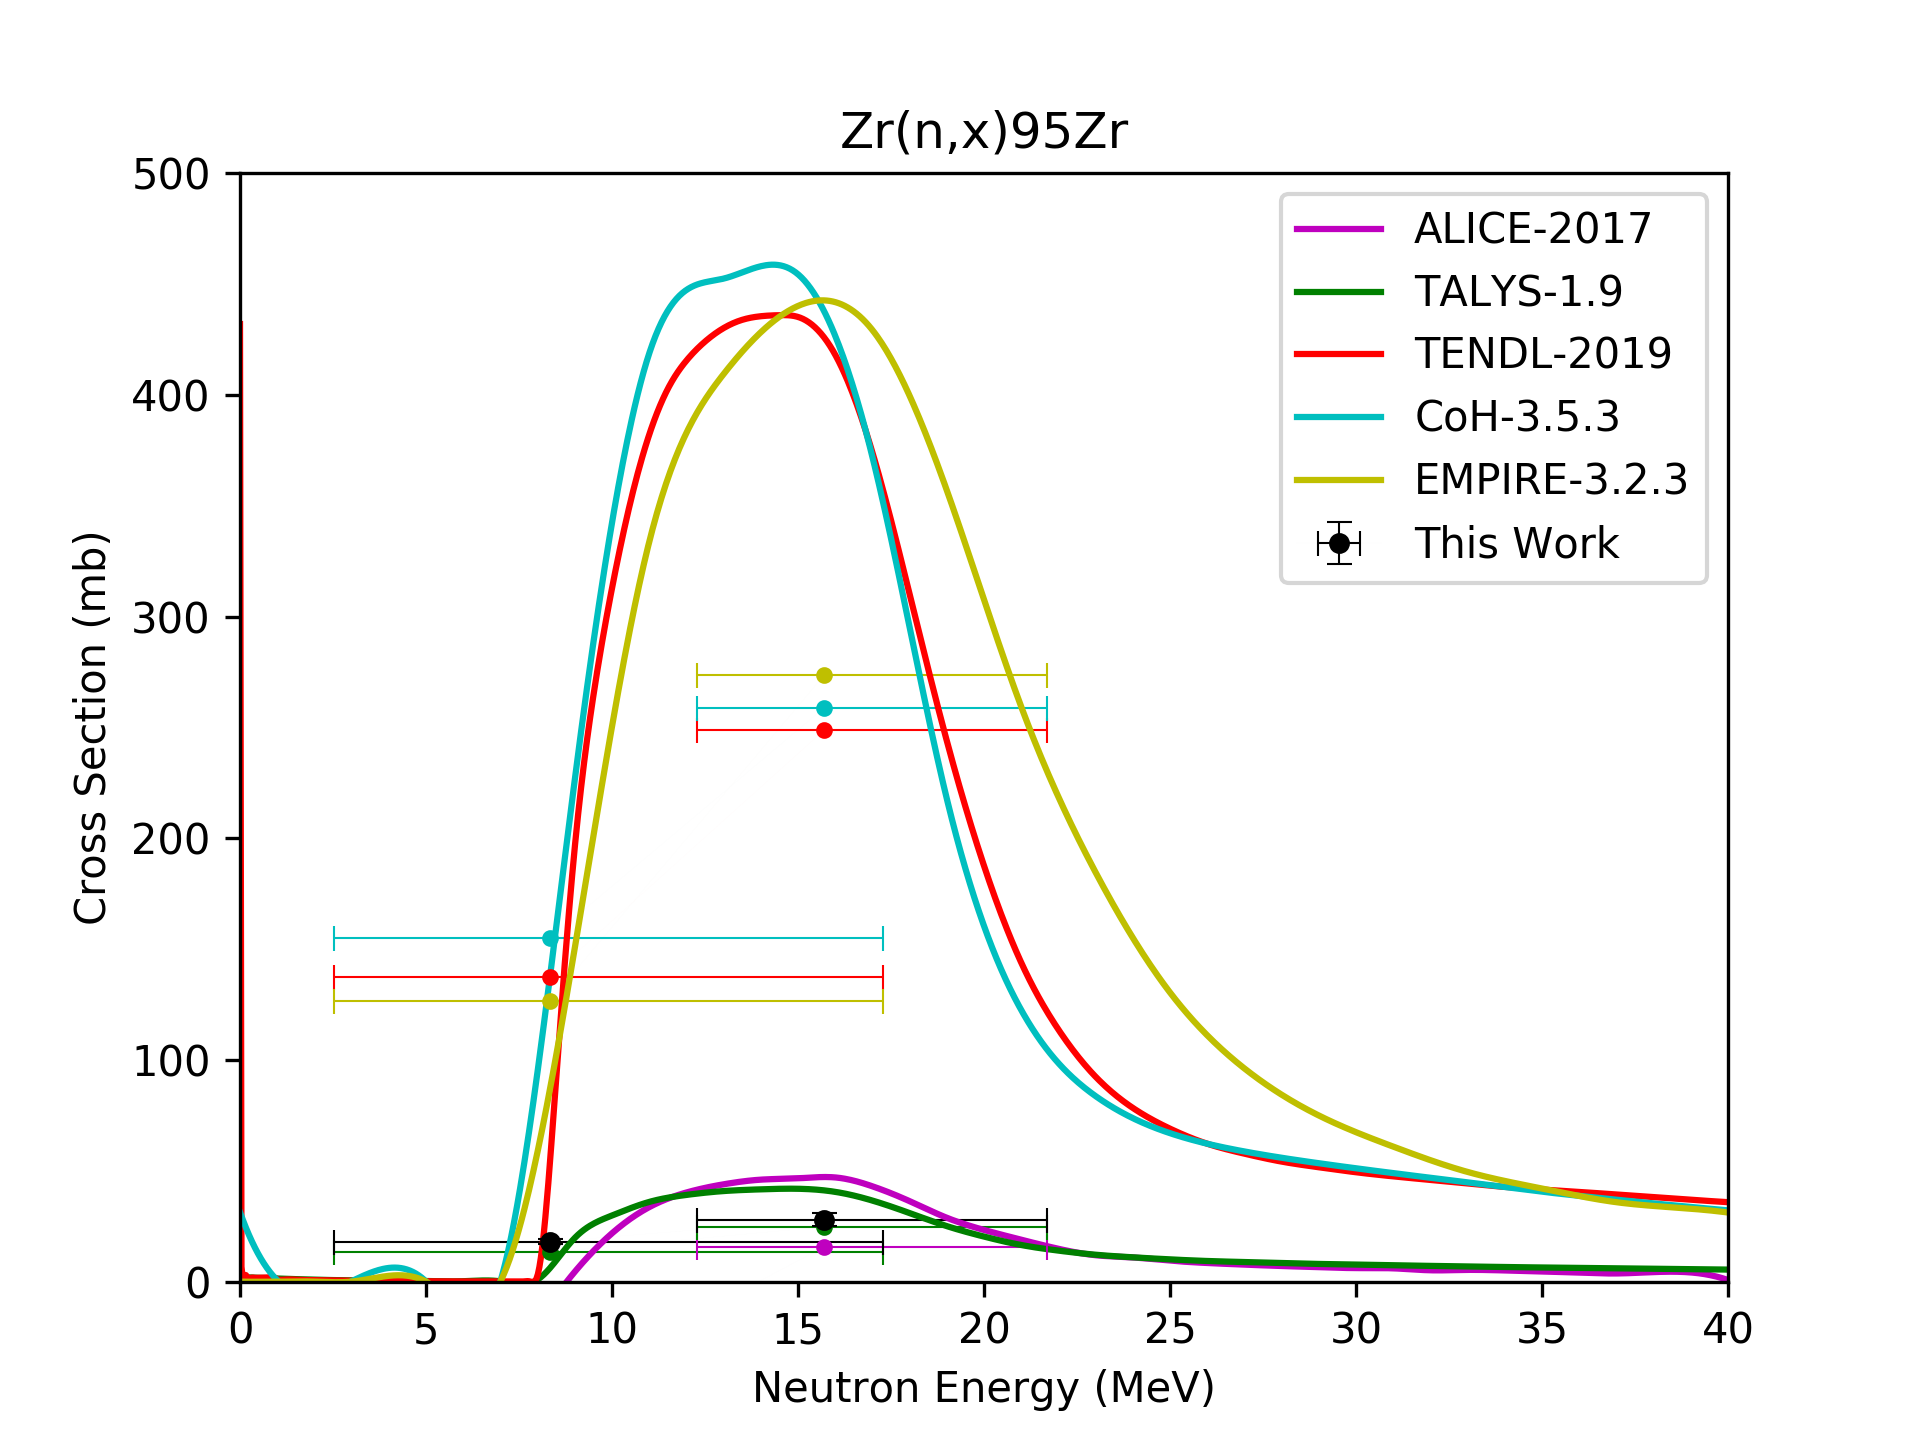 Zr(n,x)95Zr
500
400
300
200
100
0
Cross Section (mb)
ALICE-2017
TALYS-1.9
TENDL-2019
CoH-3.5.3
EMPIRE-3.2.3
This Work
0 5 10 15 20 25 30 35 40
Neutron Energy (MeV)